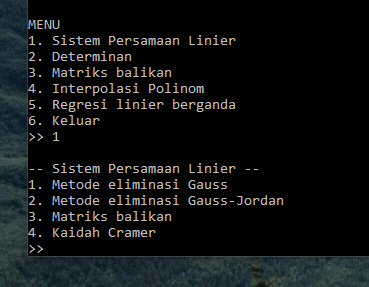 MENU
1. Sistem Persamaan Linier
2. Determinan
3. Matriks balikan
4. Interpolasi Polinom
5. Regresi linier berganda
6. Keluar
>> 1
-- Sistem Persamaan Linier --
1. Metode eliminasi Gauss
2. Metode eliminasi Gauss-Jordan
3. Matriks balikan
4. Kaidah Cramer
>>